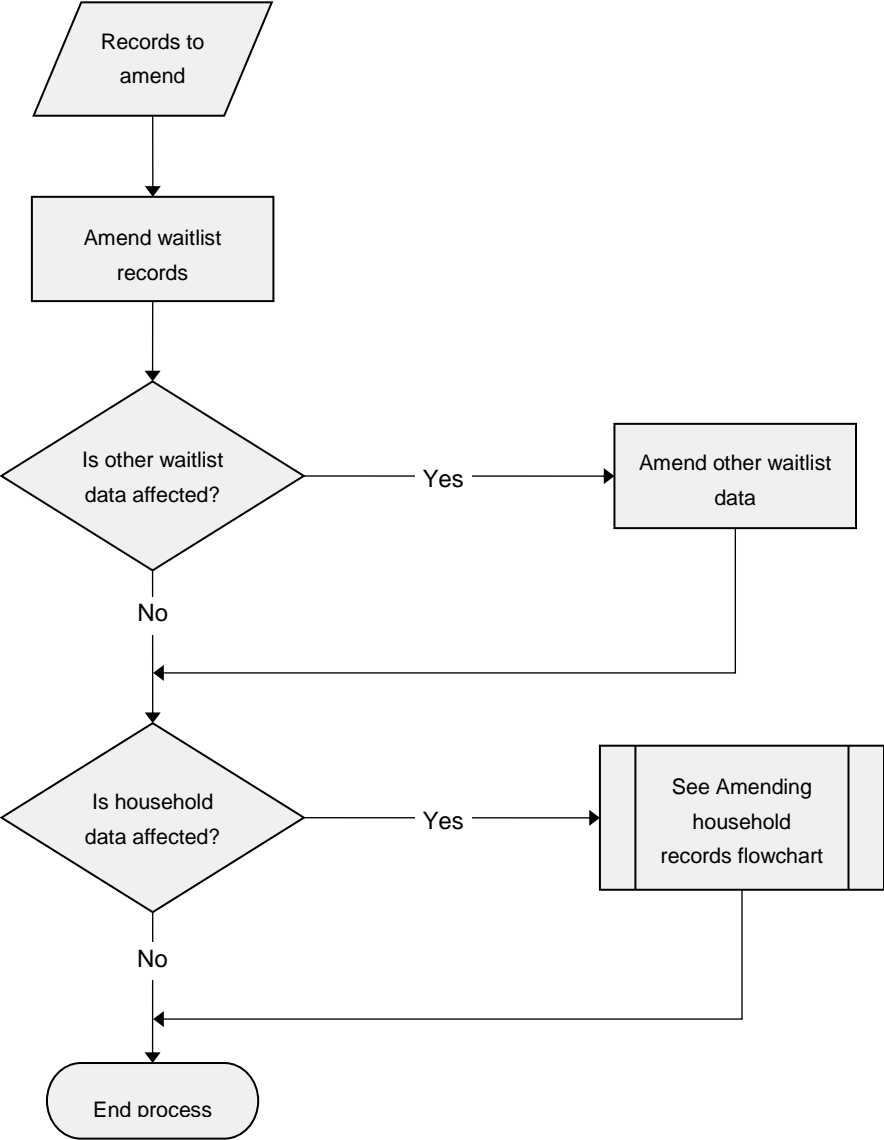 Records to
amend
Amend waitlist
records
Is other waitlist
data affected?
Yes
Amend other waitlist
data
No
Is household
data affected?
Yes
See Amending
household
records flowchart
No
End process